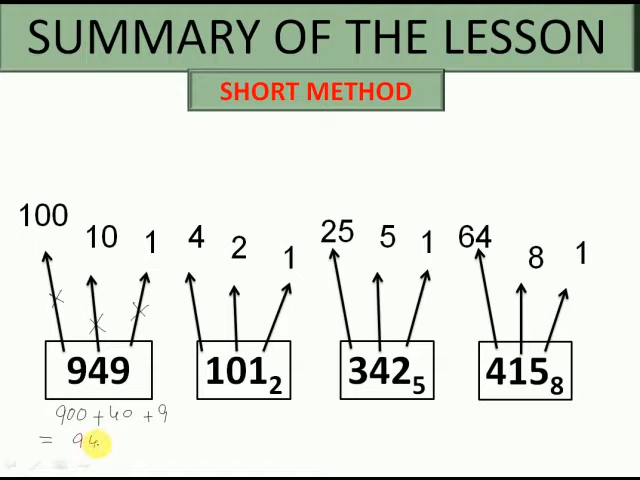 SUMMARY OF THE LESSON
SHORT METHOD
100 10 1 4 2 1 25 5 1 64 8 1
× × ×
949 101₂ 342₅ 415₈
900 + 40 + 9
= 94